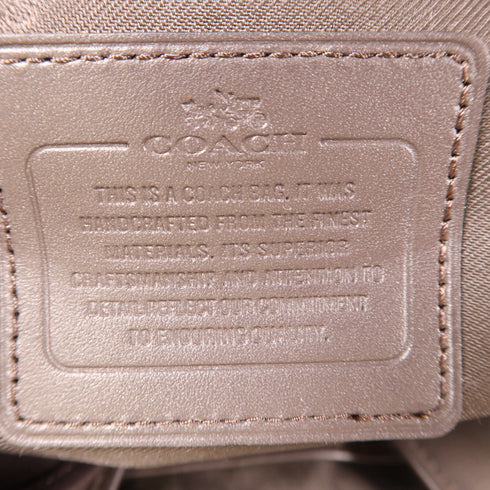 COACH
NEW YORK
THIS IS A COACH BAG. IT WAS
HANDCRAFTED FROM THE FINEST
MATERIALS. ITS SUPERIOR
CRAFTSMANSHIP AND ATTENTION TO
DETAIL REFLECT OUR COMMITMENT
TO ENDURING QUALITY.